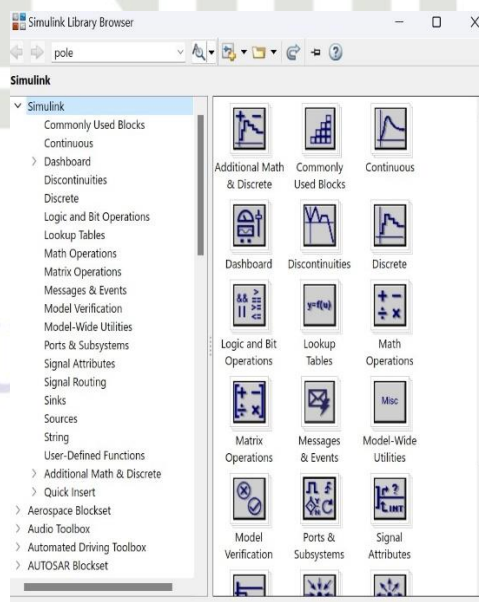 Simulink Library Browser
pole
Simulink
Simulink
Commonly Used Blocks
Continuous
Dashboard
Discontinuities
Discrete
Logic and Bit Operations
Lookup Tables
Math Operations
Matrix Operations
Messages & Events
Model Verification
Model-Wide Utilities
Ports & Subsystems
Signal Attributes
Signal Routing
Sinks
Sources
String
User-Defined Functions
Additional Math & Discrete
Quick Insert
Aerospace Blockset
Audio Toolbox
Automated Driving Toolbox
AUTOSAR Blockset
Additional Math
& Discrete
Commonly
Used Blocks
Continuous
Dashboard
Discontinuities
Discrete
&& >
|| ==
<=
Logic and Bit
Operations
y=f(u)
Lookup
Tables
+ −
÷ ×
Math
Operations
+ −
÷ ×
Matrix
Operations
Messages
& Events
Misc
Model-Wide
Utilities
Model
Verification
Ports &
Subsystems
?
INT
Signal
Attributes